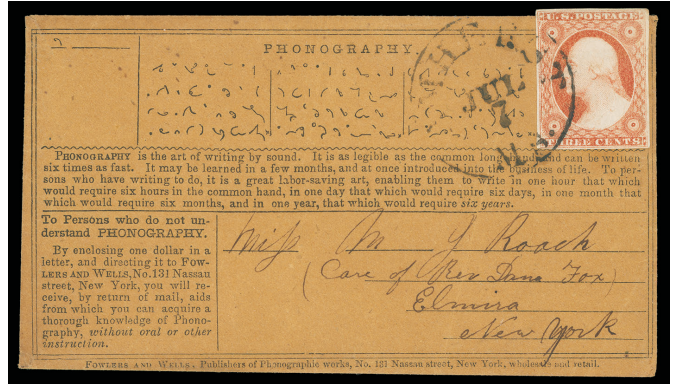 PHONOGRAPHY.
U.S. POSTAGE
THREE CENTS
PHONOGRAPHY is the art of writing by sound. It is as legible as the common long-hand and can be written
six times as fast. It may be learned in a few months, and at once introduced into the business of life. To per-
sons who have writing to do, it is a great labor-saving art, enabling them to write in one hour that which
would require six hours in the common hand, in one day that which would require six days, in one month that
which would require six months, and in one year, that which would require six years.
To Persons who do not un-
derstand PHONOGRAPHY.
By enclosing one dollar in a
letter, and directing it to FOW-
LERS AND WELLS, No. 131 Nassau
street, New York, you will re-
ceive, by return of mail, aids
from which you can acquire a
thorough knowledge of Phono-
graphy, without oral or other
instruction.
Miss M Roach
(Care of Rev Dana Fox)
Elmira
New York
FOWLERS AND WELLS, Publishers of Phonographic works, No. 131 Nassau street, New York, wholesale and retail.